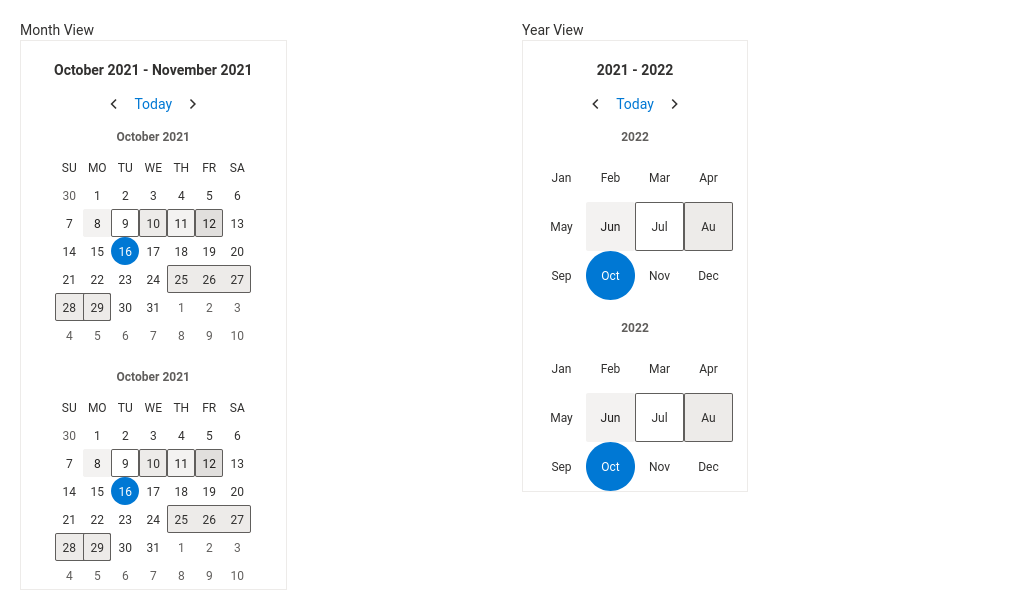 Month View
October 2021 - November 2021
Today
October 2021
SU MO TU WE TH FR SA
30 1 2 3 4 5 6
7 8 9 10 11 12 13
14 15 16 17 18 19 20
21 22 23 24 25 26 27
28 29 30 31 1 2 3
4 5 6 7 8 9 10
October 2021
SU MO TU WE TH FR SA
30 1 2 3 4 5 6
7 8 9 10 11 12 13
14 15 16 17 18 19 20
21 22 23 24 25 26 27
28 29 30 31 1 2 3
4 5 6 7 8 9 10
Year View
2021 - 2022
Today
2022
Jan Feb Mar Apr
May Jun Jul Au
Sep Oct Nov Dec
2022
Jan Feb Mar Apr
May Jun Jul Au
Sep Oct Nov Dec